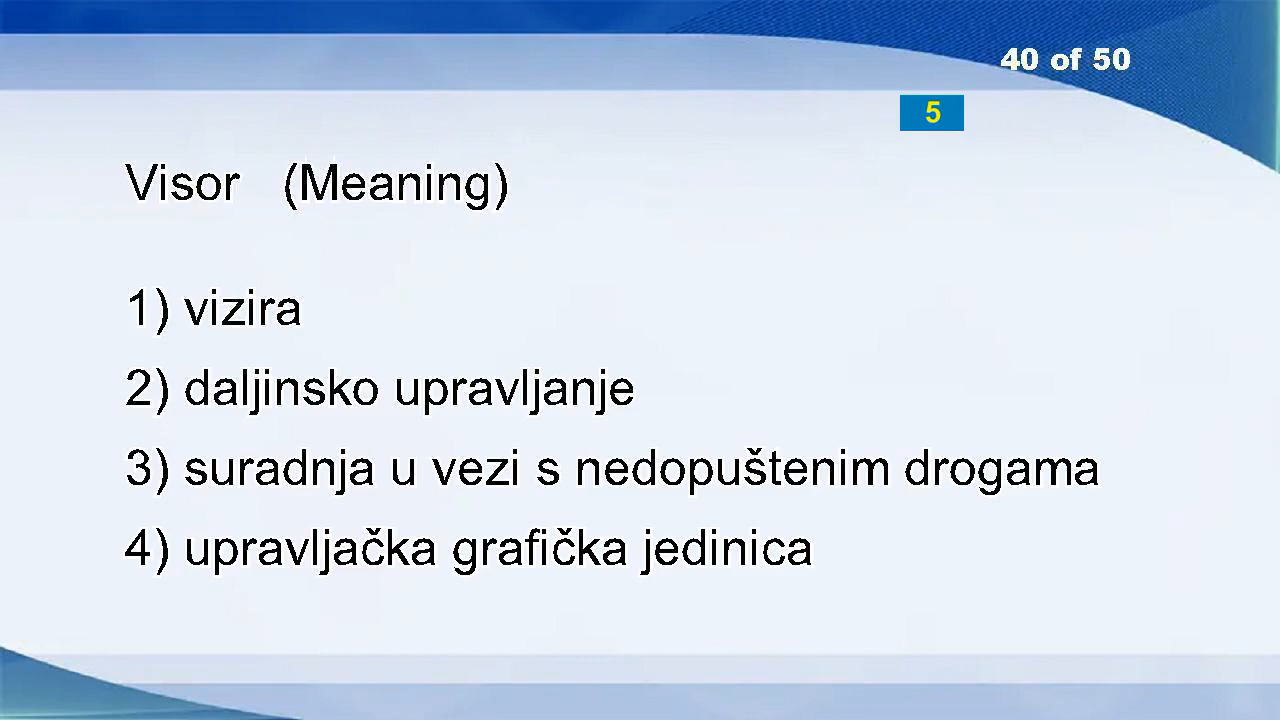 40 of 50
5
Visor (Meaning)
1) vizira
2) daljinsko upravljanje
3) suradnja u vezi s nedopuštenim drogama
4) upravljačka grafička jedinica